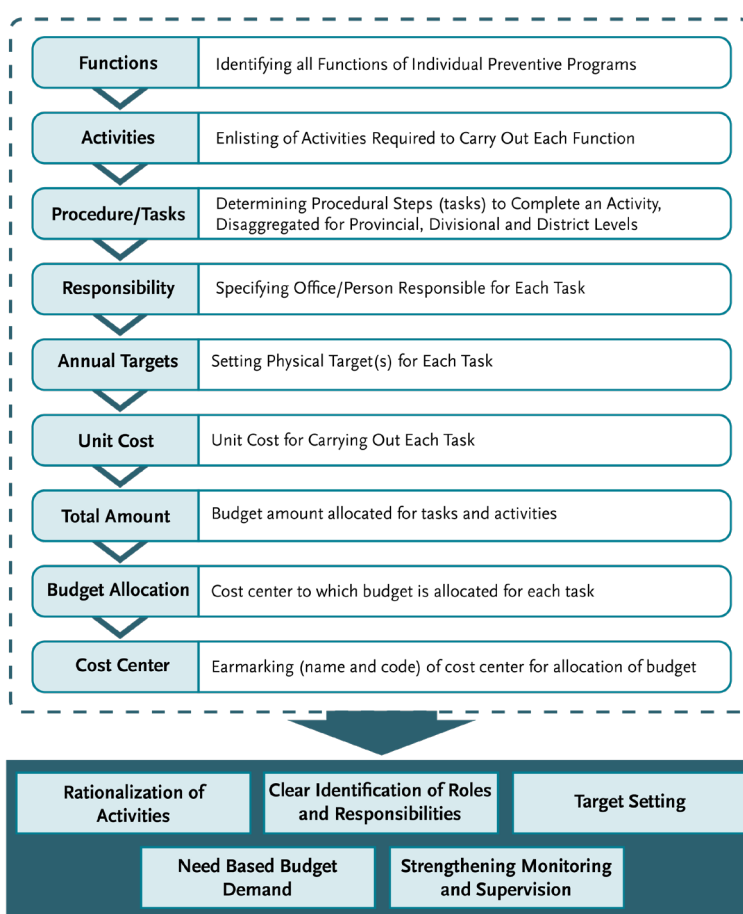 Functions
Identifying all Functions of Individual Preventive Programs
Activities
Enlisting of Activities Required to Carry Out Each Function
Procedure/Tasks
Determining Procedural Steps (tasks) to Complete an Activity,
Disaggregated for Provincial, Divisional and District Levels
Responsibility
Specifying Office/Person Responsible for Each Task
Annual Targets
Setting Physical Target(s) for Each Task
Unit Cost
Unit Cost for Carrying Out Each Task
Total Amount
Budget amount allocated for tasks and activities
Budget Allocation
Cost center to which budget is allocated for each task
Cost Center
Earmarking (name and code) of cost center for allocation of budget
Rationalization of
Activities
Clear Identification of Roles
and Responsibilities
Target Setting
Need Based Budget
Demand
Strengthening Monitoring
and Supervision